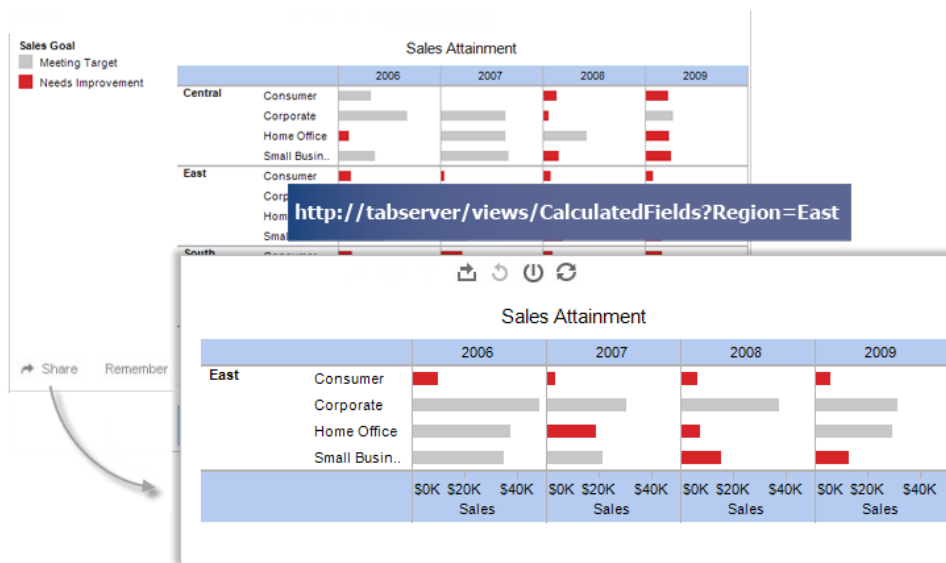 Sales Goal
Meeting Target
Needs Improvement
Sales Attainment
2006 2007 2008 2009
Central Consumer
Corporate
Home Office
Small Busin..
East Consumer
http://tabserver/views/CalculatedFields?Region=East
South
Share Remember
Sales Attainment
2006 2007 2008 2009
East Consumer
Corporate
Home Office
Small Busin..
$0K $20K $40K $0K $20K $40K $0K $20K $40K $0K $20K $40K
Sales Sales Sales Sales